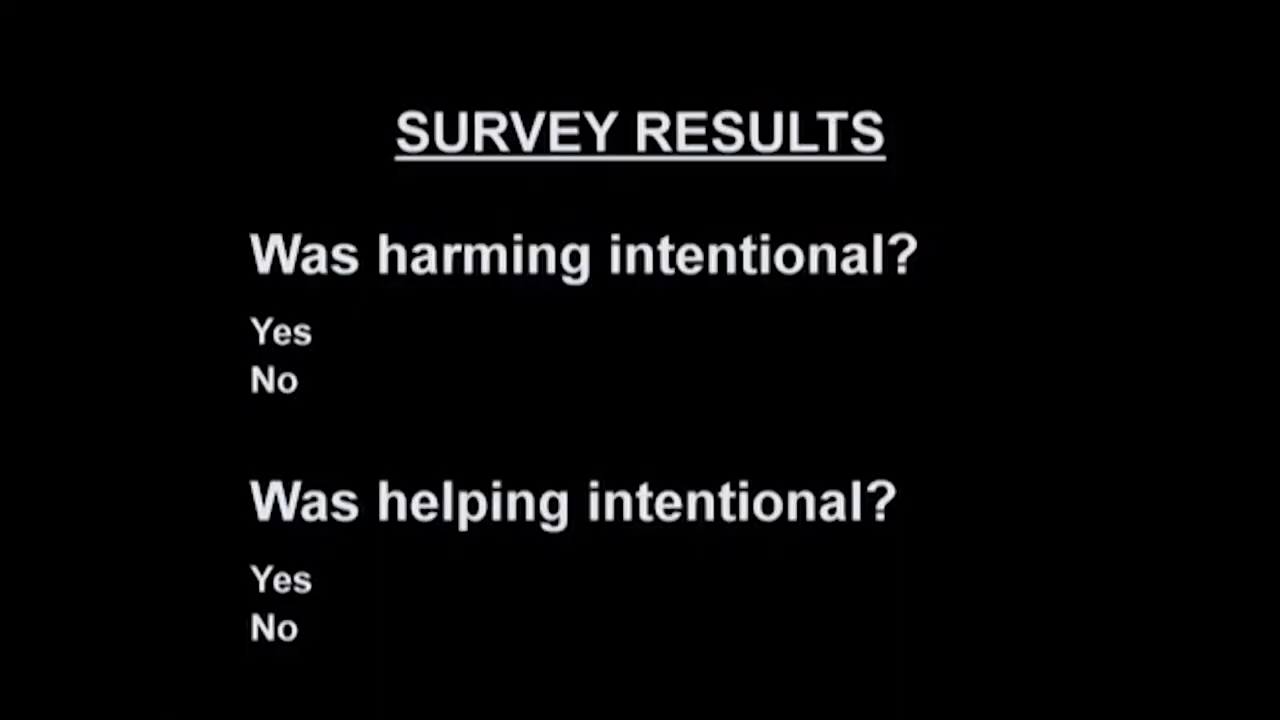 SURVEY RESULTS
Was harming intentional?
Yes
No
Was helping intentional?
Yes
No